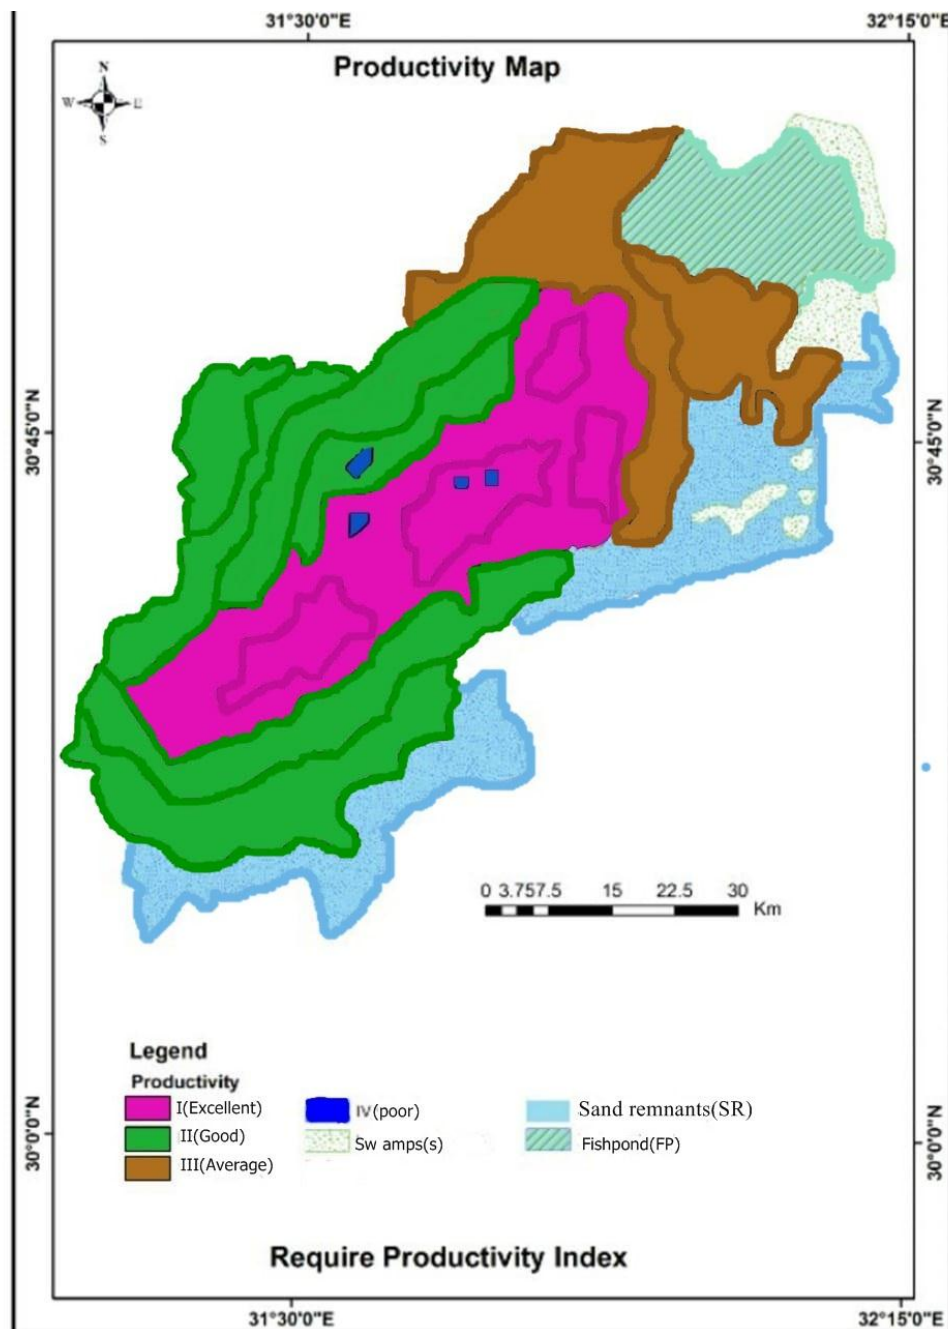 31°30'0"E 32°15'0"E
Productivity Map
N
W E
S
30°45'0"N 30°45'0"N
0 3.757.5 15 22.5 30
Km
Legend
Productivity
I(Excellent) IV(poor) Sand remnants(SR)
II(Good) Sw amps(s) Fishpond(FP)
III(Average)
30°0'0"N 30°0'0"N
Require Productivity Index
31°30'0"E 32°15'0"E